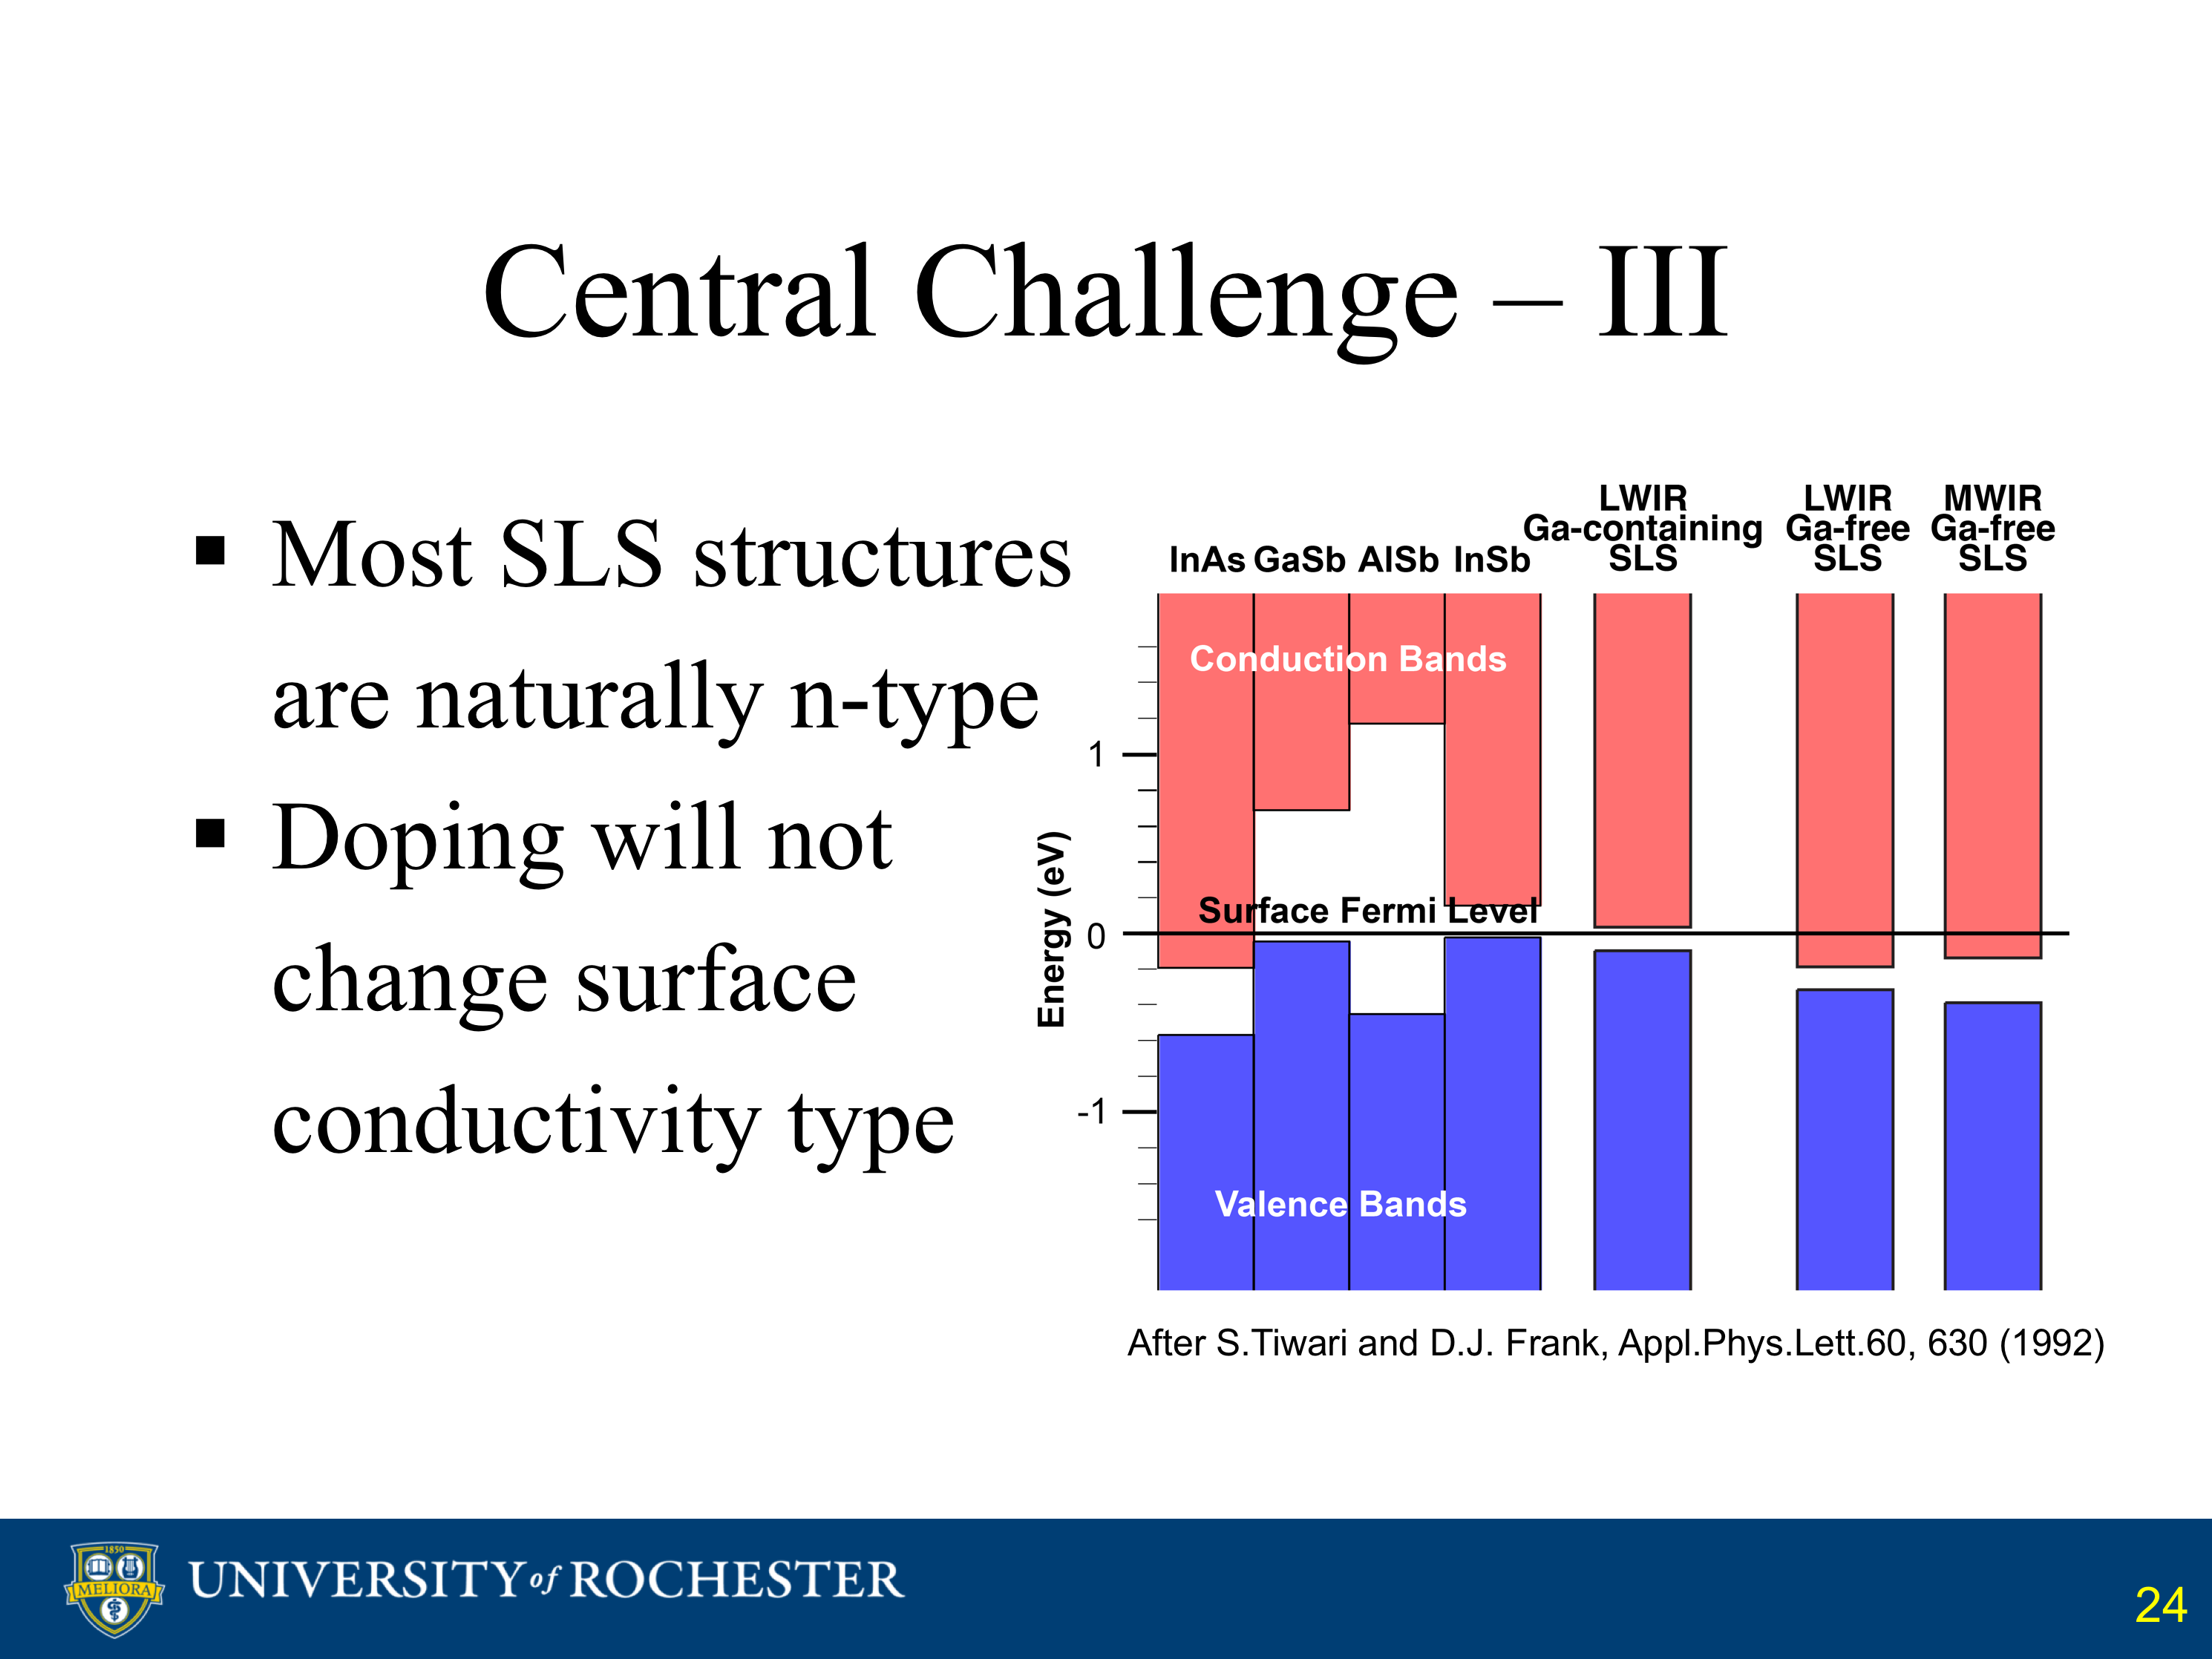 Central Challenge – III
▪ Most SLS structures
are naturally n-type
▪ Doping will not
change surface
conductivity type
LWIR
Ga-containing
SLS
LWIR
Ga-free
SLS
MWIR
Ga-free
SLS
InAs GaSb AlSb InSb
Conduction Bands
1
Surface Fermi Level
0
Energy (eV)
-1
Valence Bands
After S.Tiwari and D.J. Frank, Appl.Phys.Lett.60, 630 (1992)
1850
MELIORA
UNIVERSITY of ROCHESTER
24